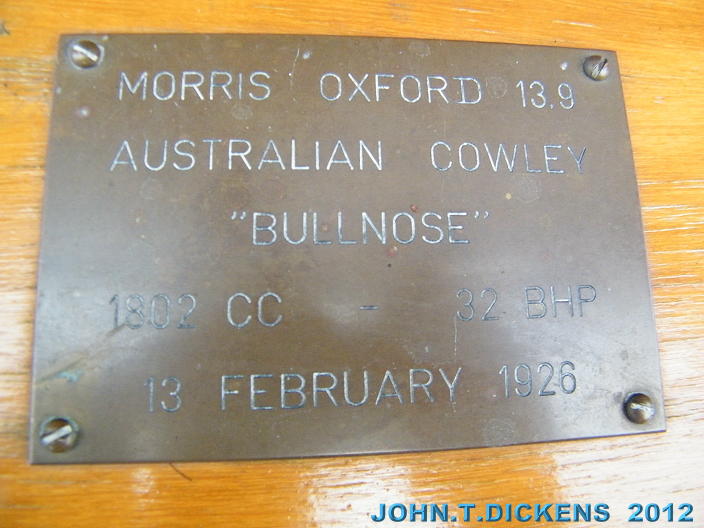 MORRIS OXFORD 13.9
AUSTRALIAN COWLEY
"BULLNOSE"
1802 CC - 32 BHP
13 FEBRUARY 1926
JOHN.T.DICKENS 2012